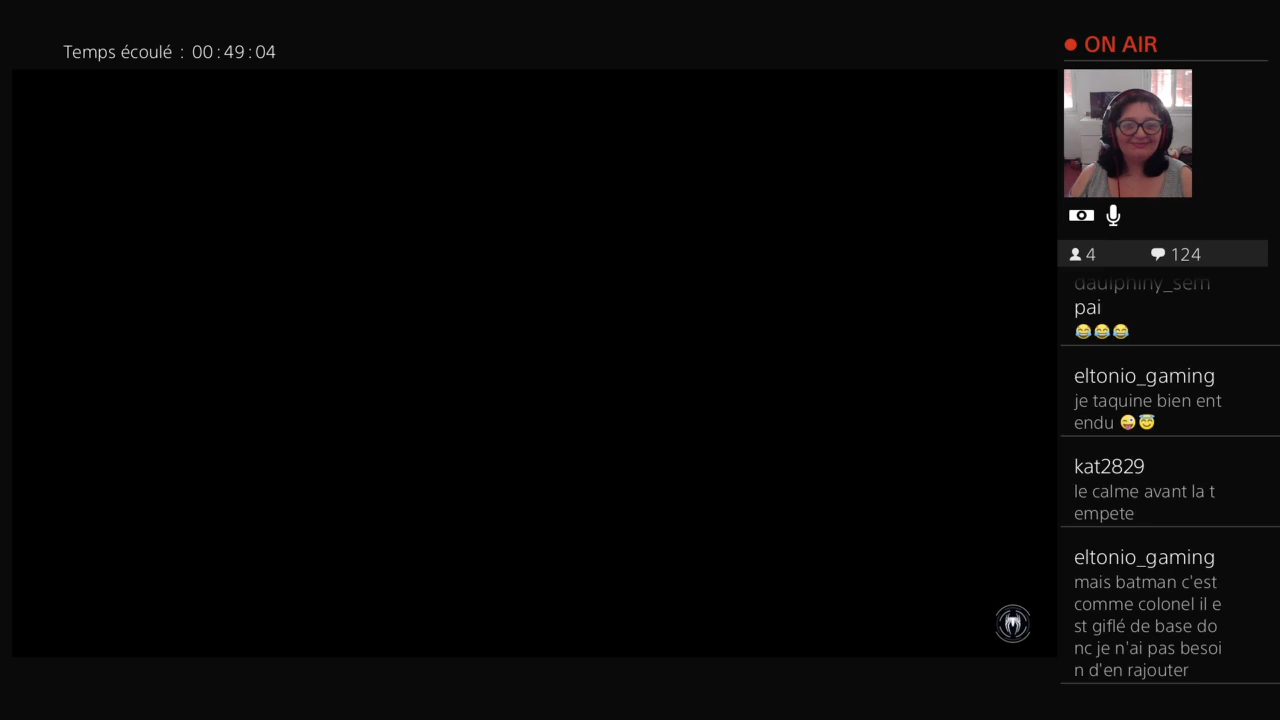 Temps écoulé : 00:49:04
ON AIR
4
124
daulphiny_sem
pai
😂😂😂
eltonio_gaming
je taquine bien ent
endu 😜😇
kat2829
le calme avant la t
empete
eltonio_gaming
mais batman c'est
comme colonel il e
st giflé de base do
nc je n'ai pas besoi
n d'en rajouter